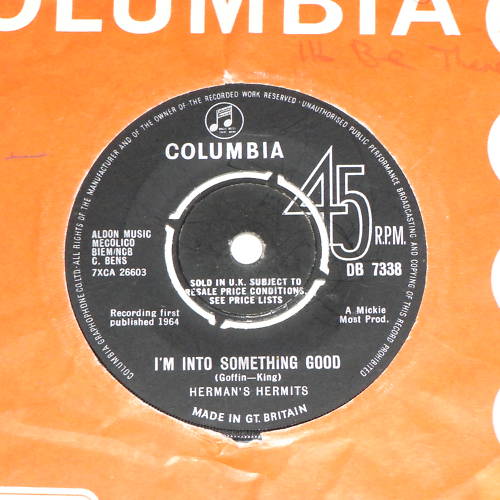 COLUMBIA
It's Be There
ALL RIGHTS OF THE MANUFACTURER AND OF THE OWNER OF THE RECORDED WORK RESERVED · UNAUTHORISED PUBLIC PERFORMANCE BROADCASTING AND COPYING OF THIS RECORD PROHIBITED
COLUMBIA GRAPHOPHONE CO. LTD.
COLUMBIA
45
R.P.M.
ALDON MUSIC
MECOLICO
BIEM/NCB
C. BENS
7XCA 26603
DB 7338
SOLD IN U.K. SUBJECT TO
RESALE PRICE CONDITIONS,
SEE PRICE LISTS
Recording first
published 1964
A Mickie
Most Prod.
I'M INTO SOMETHiNG GOOD
(Goffin—King)
HERMAN'S HERMITS
MADE IN GT. BRITAIN